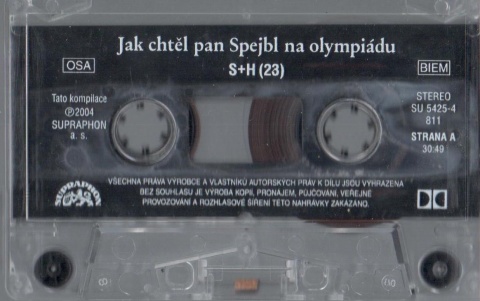 Jak chtěl pan Spejbl na olympiádu
S+H (23)
OSA
BIEM
Tato kompilace
Ⓟ2004
SUPRAPHON
a. s.
STEREO
SU 5425-4
811
STRANA A
30:49
SUPRAPHON
VŠECHNA PRÁVA VÝROBCE A VLASTNÍKŮ AUTORSKÝCH PRÁV K DÍLU JSOU VYHRAZENA
BEZ SOUHLASU JE VÝROBA KOPIÍ, PRONÁJEM, PŮJČOVÁNÍ, VEŘEJNÉ
PROVOZOVÁNÍ A ROZHLASOVÉ ŠÍŘENÍ TÉTO NAHRÁVKY ZAKÁZÁNO.